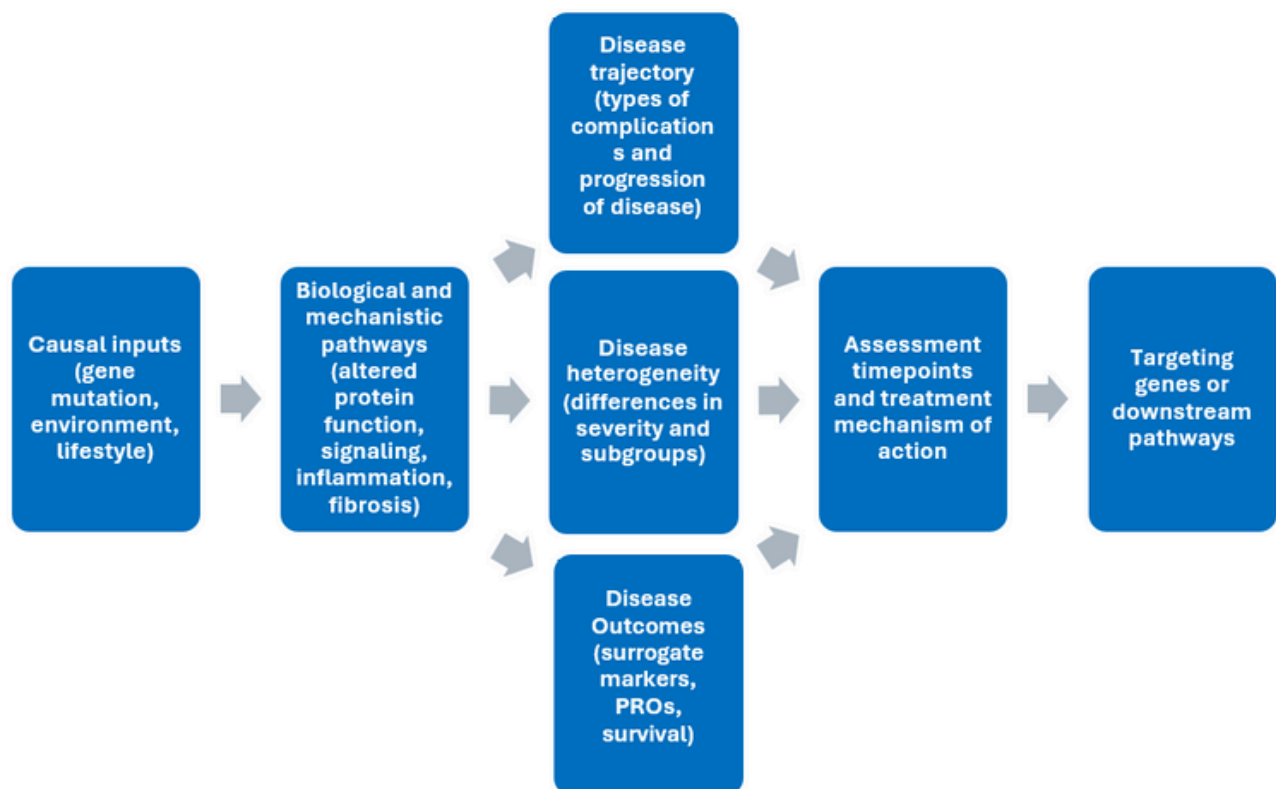 Causal inputs
(gene
mutation,
environment,
lifestyle)
Biological and
mechanistic
pathways
(altered
protein
function,
signaling,
inflammation,
fibrosis)
Disease
trajectory
(types of
complication
s and
progression
of disease)
Disease
heterogeneity
(differences in
severity and
subgroups)
Disease
Outcomes
(surrogate
markers,
PROs,
survival)
Assessment
timepoints
and treatment
mechanism of
action
Targeting
genes or
downstream
pathways